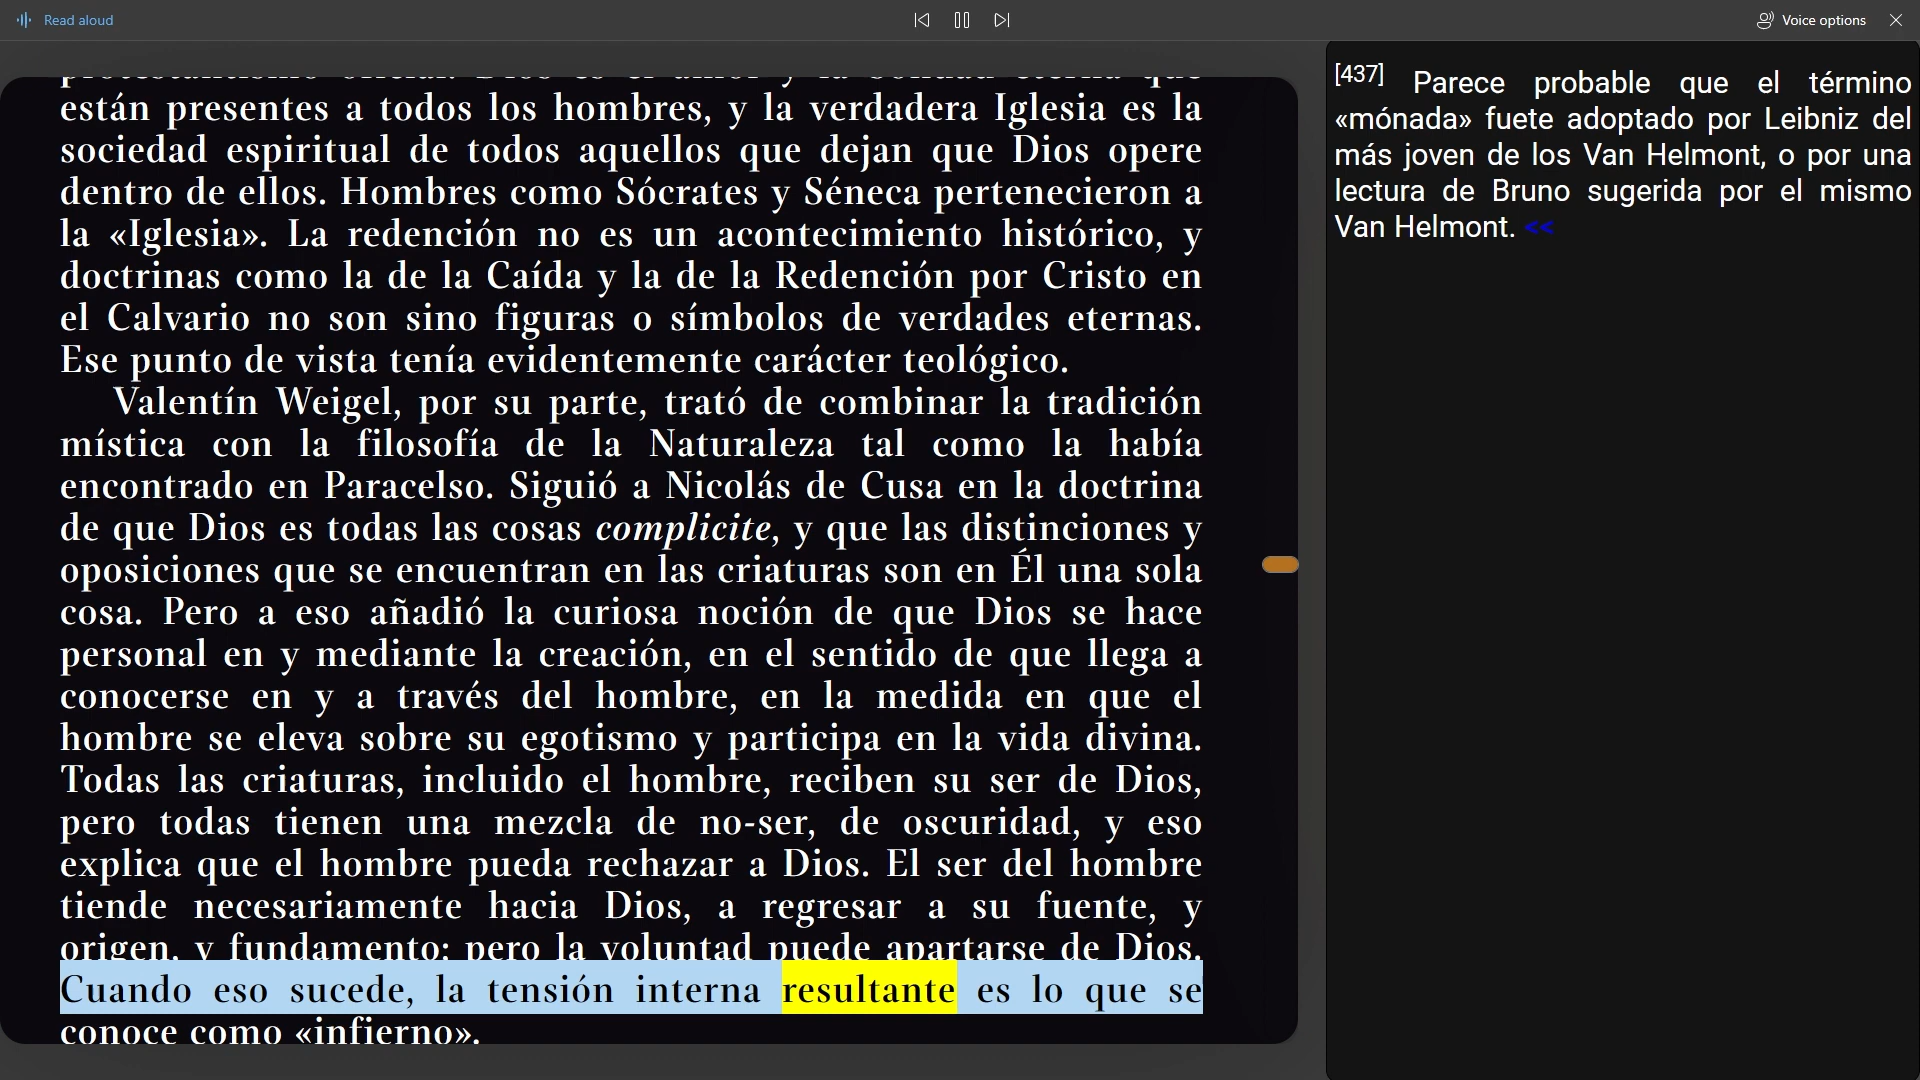 Read aloud
Voice options
están presentes a todos los hombres, y la verdadera Iglesia es la
sociedad espiritual de todos aquellos que dejan que Dios opere
dentro de ellos. Hombres como Sócrates y Séneca pertenecieron a
la «Iglesia». La redención no es un acontecimiento histórico, y
doctrinas como la de la Caída y la de la Redención por Cristo en
el Calvario no son sino figuras o símbolos de verdades eternas.
Ese punto de vista tenía evidentemente carácter teológico.
Valentín Weigel, por su parte, trató de combinar la tradición
mística con la filosofía de la Naturaleza tal como la había
encontrado en Paracelso. Siguió a Nicolás de Cusa en la doctrina
de que Dios es todas las cosas complicite, y que las distinciones y
oposiciones que se encuentran en las criaturas son en Él una sola
cosa. Pero a eso añadió la curiosa noción de que Dios se hace
personal en y mediante la creación, en el sentido de que llega a
conocerse en y a través del hombre, en la medida en que el
hombre se eleva sobre su egotismo y participa en la vida divina.
Todas las criaturas, incluido el hombre, reciben su ser de Dios,
pero todas tienen una mezcla de no-ser, de oscuridad, y eso
explica que el hombre pueda rechazar a Dios. El ser del hombre
tiende necesariamente hacia Dios, a regresar a su fuente, y
origen, y fundamento; pero la voluntad puede apartarse de Dios.
Cuando eso sucede, la tensión interna resultante es lo que se
conoce como «infierno».
[437] Parece probable que el término
«mónada» fuete adoptado por Leibniz del
más joven de los Van Helmont, o por una
lectura de Bruno sugerida por el mismo
Van Helmont. <<